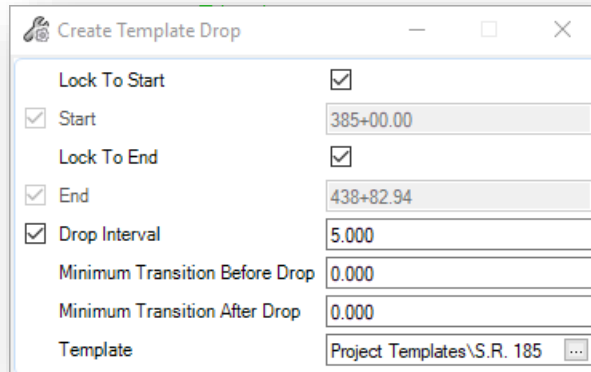 Create Template Drop
Lock To Start
Start 385+00.00
Lock To End
End 438+82.94
Drop Interval 5.000
Minimum Transition Before Drop 0.000
Minimum Transition After Drop 0.000
Template Project Templates\S.R. 185 ...